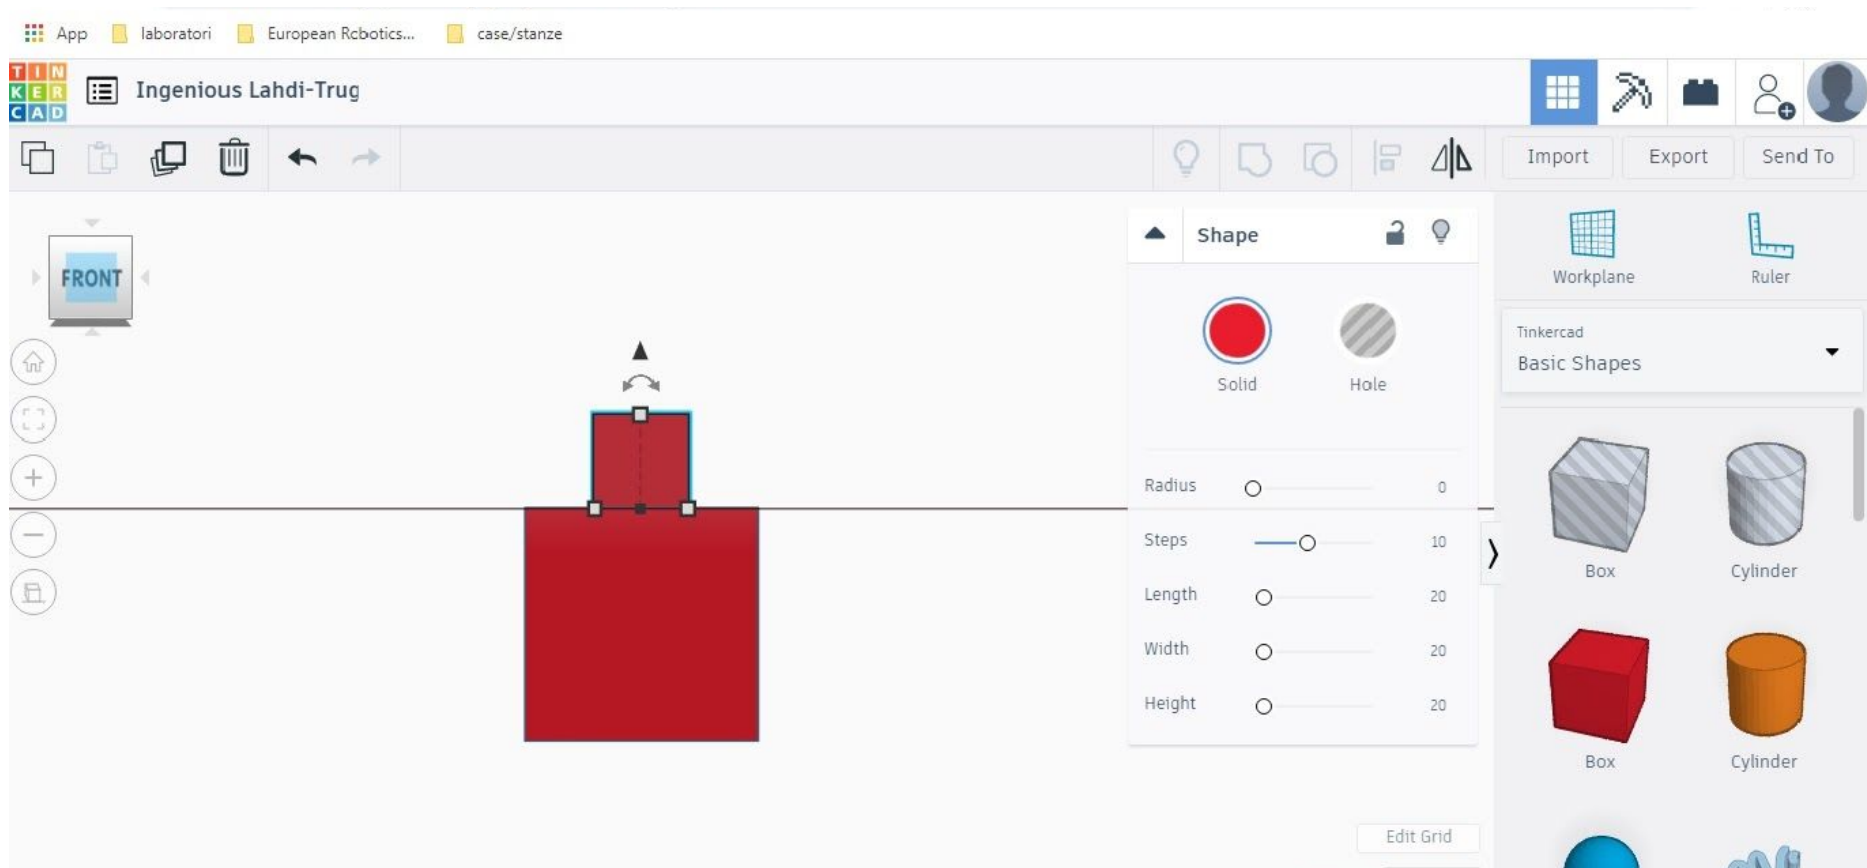 App laboratori European Rcbotics... case/stanze
TIN
KER
CAD
Ingenious Lahdi-Trug
Import Export Send To
FRONT
Shape
Solid Hole
Radius 0
Steps 10
Length 20
Width 20
Height 20
Edit Grid
Workplane Ruler
Tinkercad
Basic Shapes
Box Cylinder
Box Cylinder